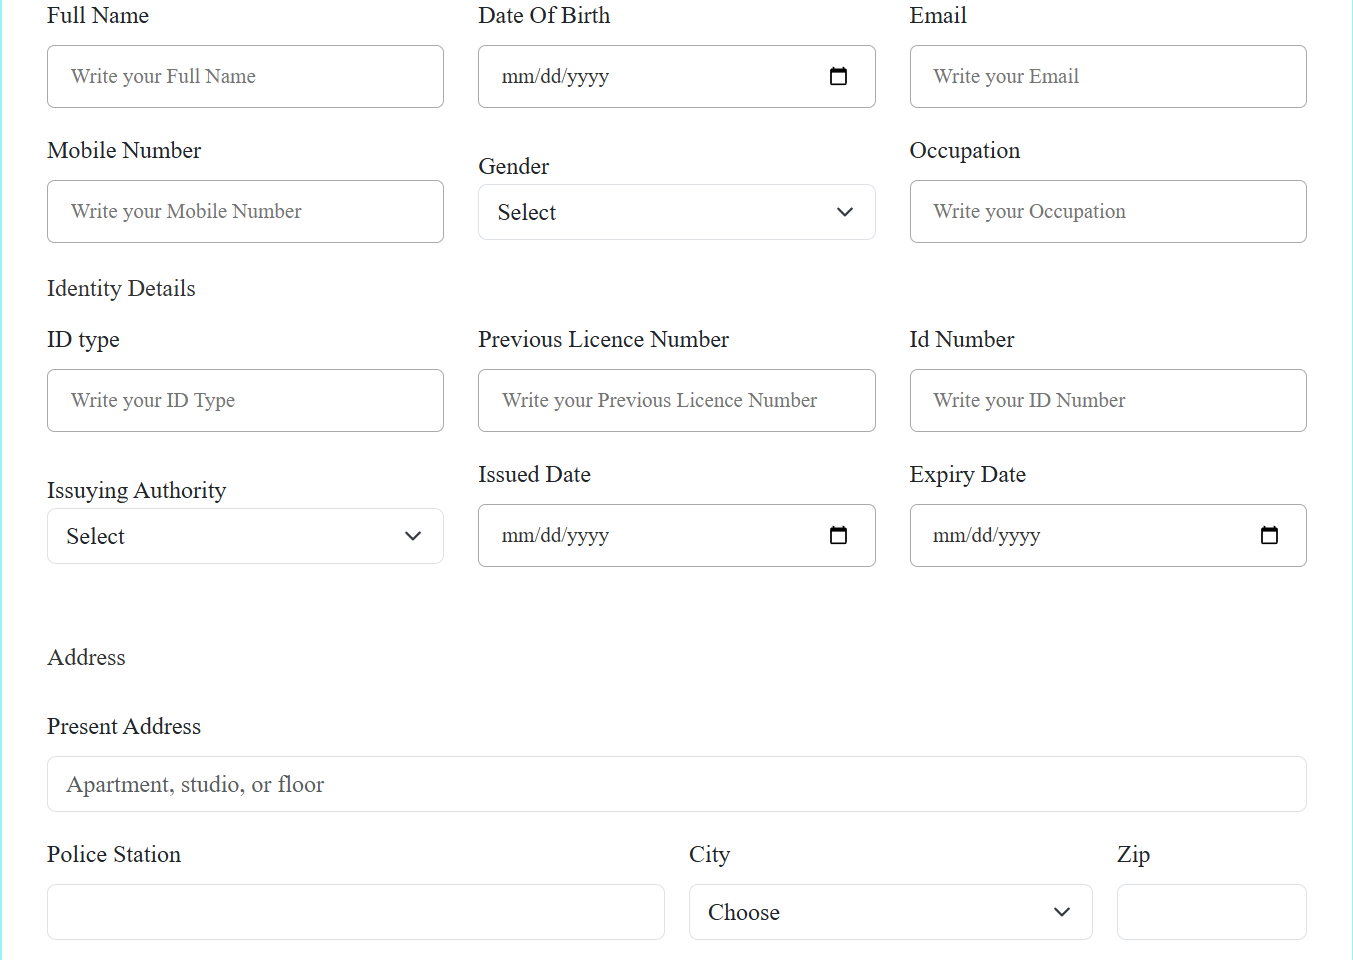 Full Name Date Of Birth Email
Write your Full Name mm/dd/yyyy Write your Email
Mobile Number Gender Occupation
Write your Mobile Number Select Write your Occupation
Identity Details
ID type Previous Licence Number Id Number
Write your ID Type Write your Previous Licence Number Write your ID Number
Issuying Authority Issued Date Expiry Date
Select mm/dd/yyyy mm/dd/yyyy
Address
Present Address
Apartment, studio, or floor
Police Station City Zip
Choose